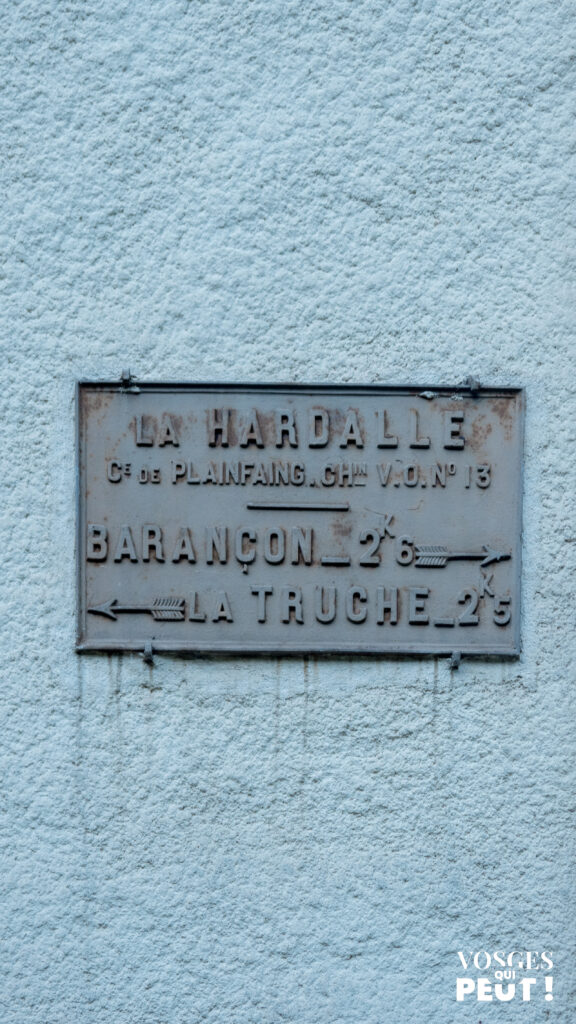 LA HARDALLE
CE DE PLAINFAING. CHIN V.O. NO 13
BARANÇON_2K6
LA TRUCHE_2K5
VOSGES
QUI
PEUT!